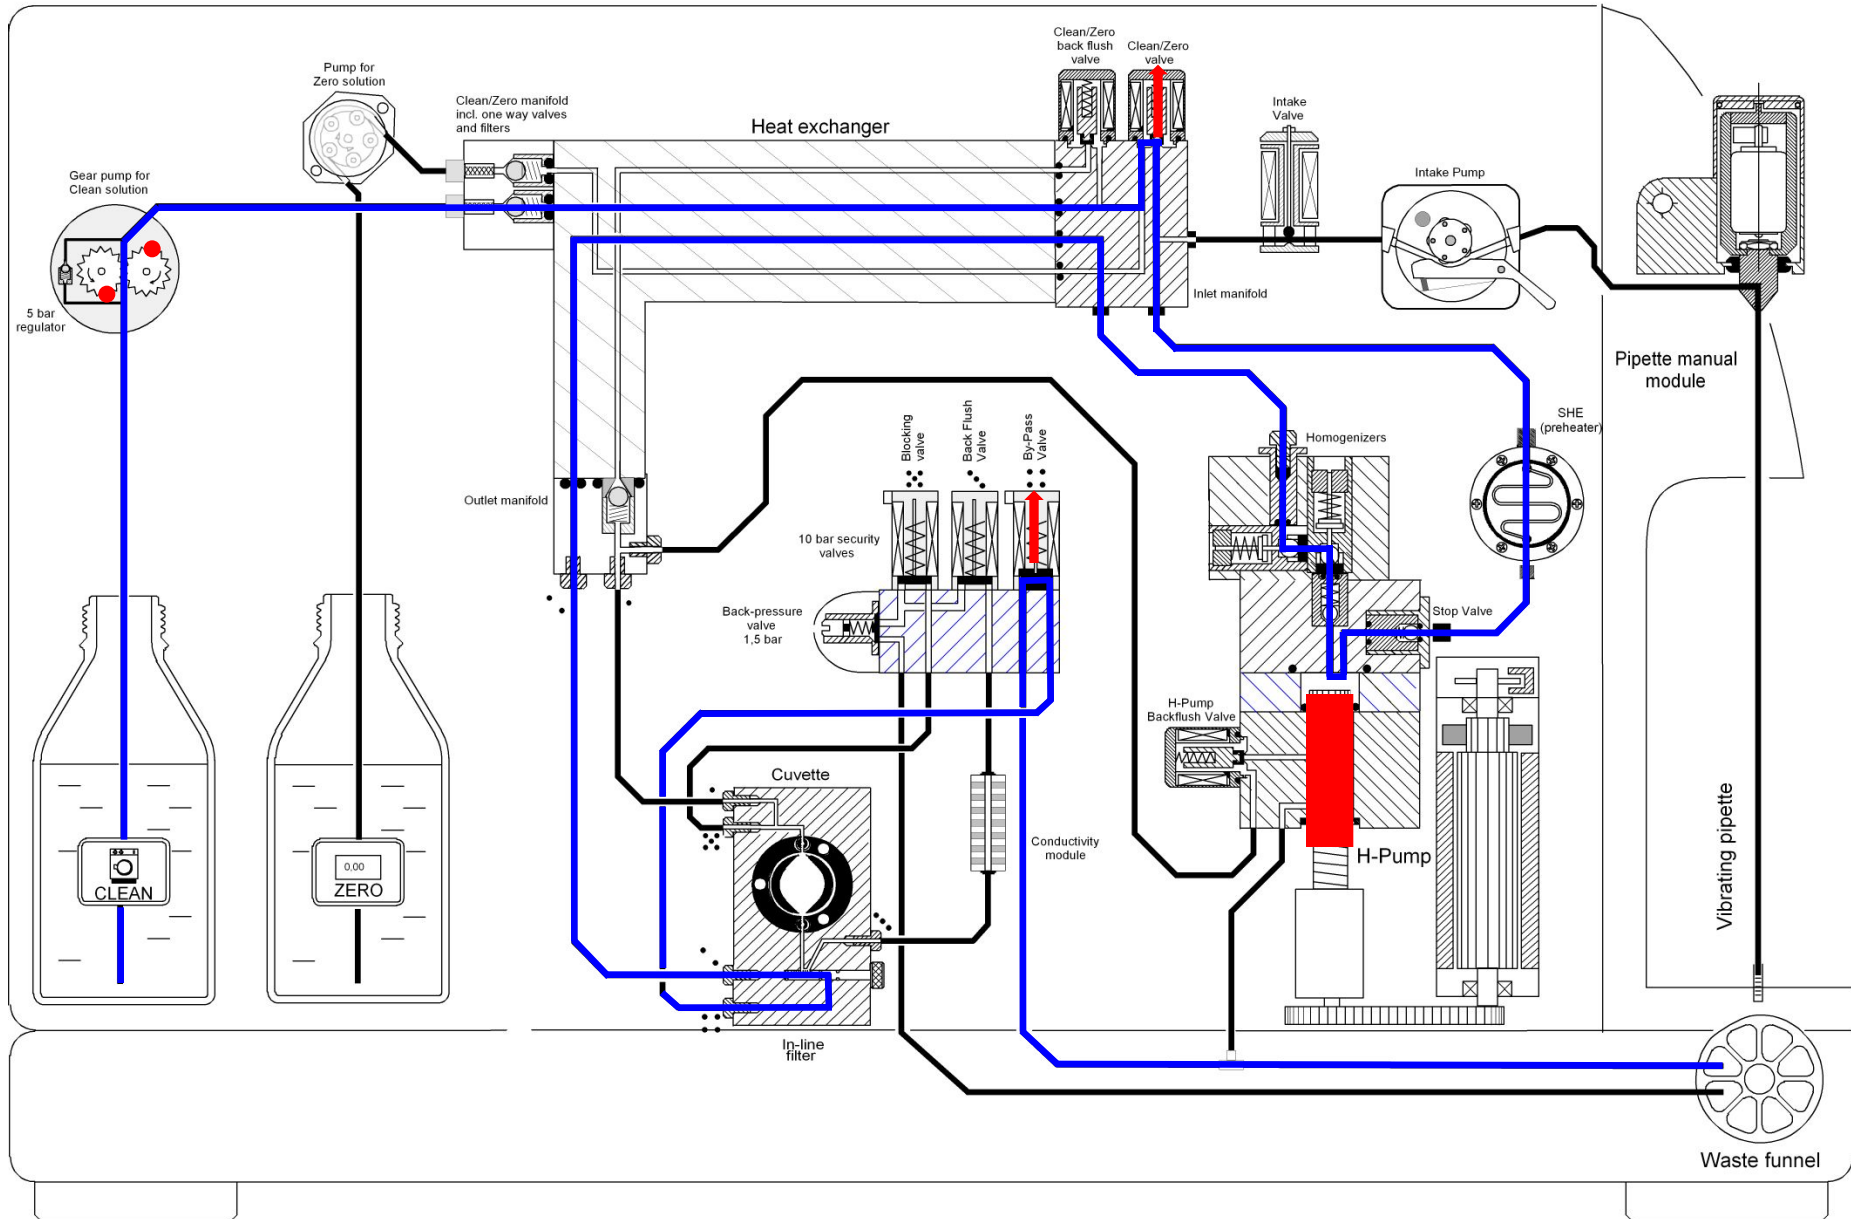 Clean/Zero
back flush
valve
Clean/Zero
valve
Pump for
Zero solution
Clean/Zero manifold
incl. one way valves
and filters
Heat exchanger
Intake
Valve
Gear pump for
Clean solution
Intake Pump
5 bar
regulator
Inlet manifold
Pipette manual
module
SHE
(preheater)
Blocking
valve
Back Flush
Valve
By-Pass
Valve
Homogenizers
Outlet manifold
10 bar security
valves
Back-pressure
valve
1,5 bar
Stop Valve
H-Pump
Backflush Valve
Cuvette
Conductivity
module
H-Pump
CLEAN
0,00
ZERO
Vibrating pipette
In-line
filter
Waste funnel